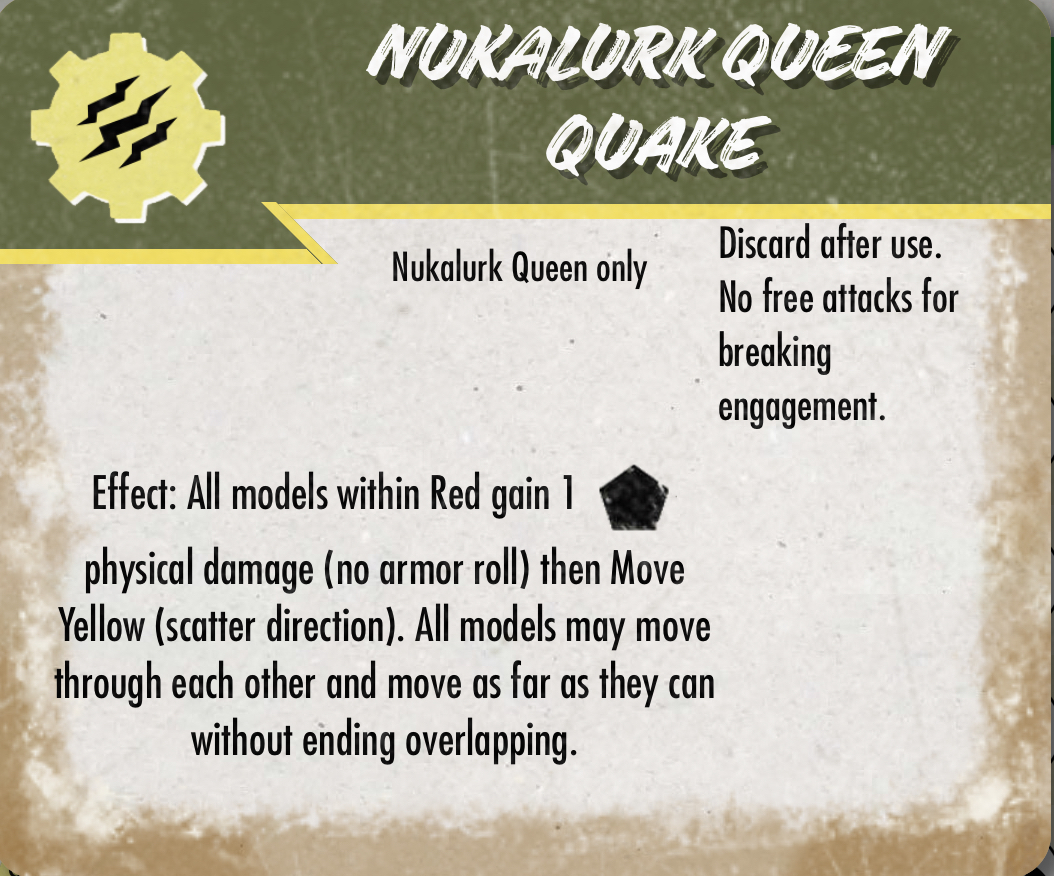 NUKALURK QUEEN
QUAKE
Nukalurk Queen only
Discard after use.
No free attacks for
breaking
engagement.
Effect: All models within Red gain 1
physical damage (no armor roll) then Move
Yellow (scatter direction). All models may move
through each other and move as far as they can
without ending overlapping.